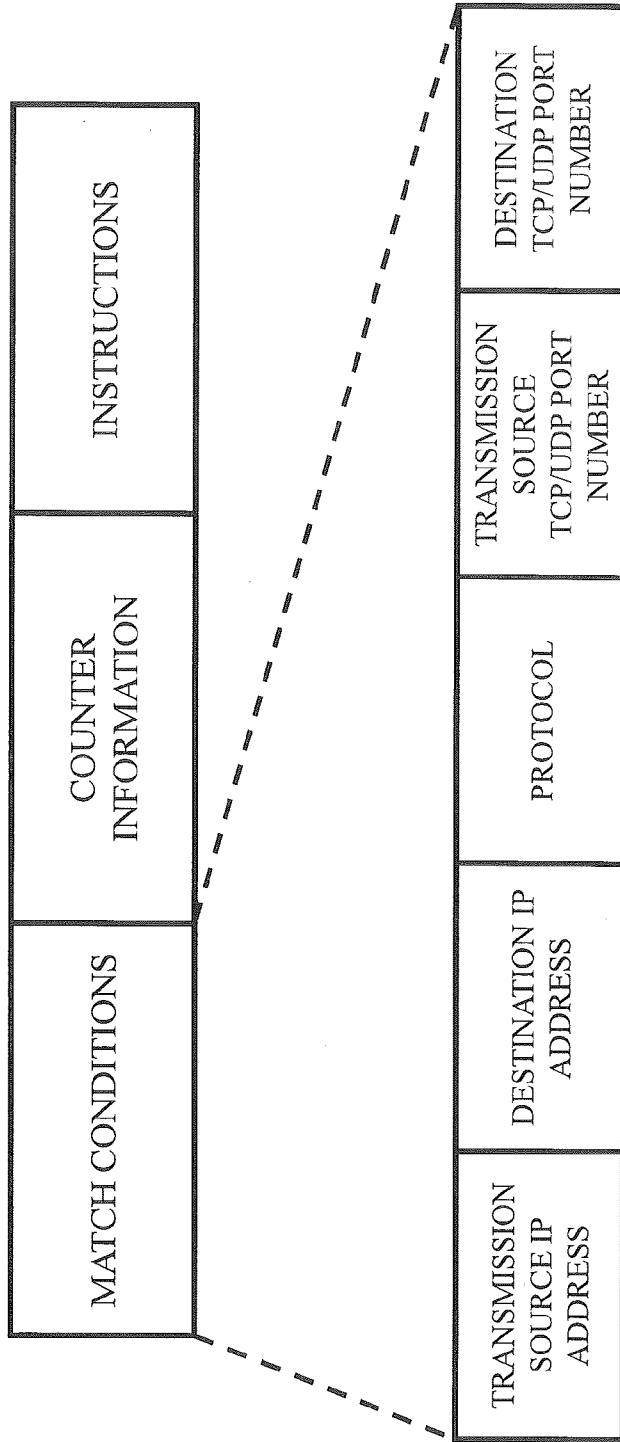 MATCH CONDITIONS
COUNTER
INFORMATION
INSTRUCTIONS
TRANSMISSION
SOURCE IP
ADDRESS
DESTINATION IP
ADDRESS
PROTOCOL
TRANSMISSION
SOURCE
TCP/UDP PORT
NUMBER
DESTINATION
TCP/UDP PORT
NUMBER